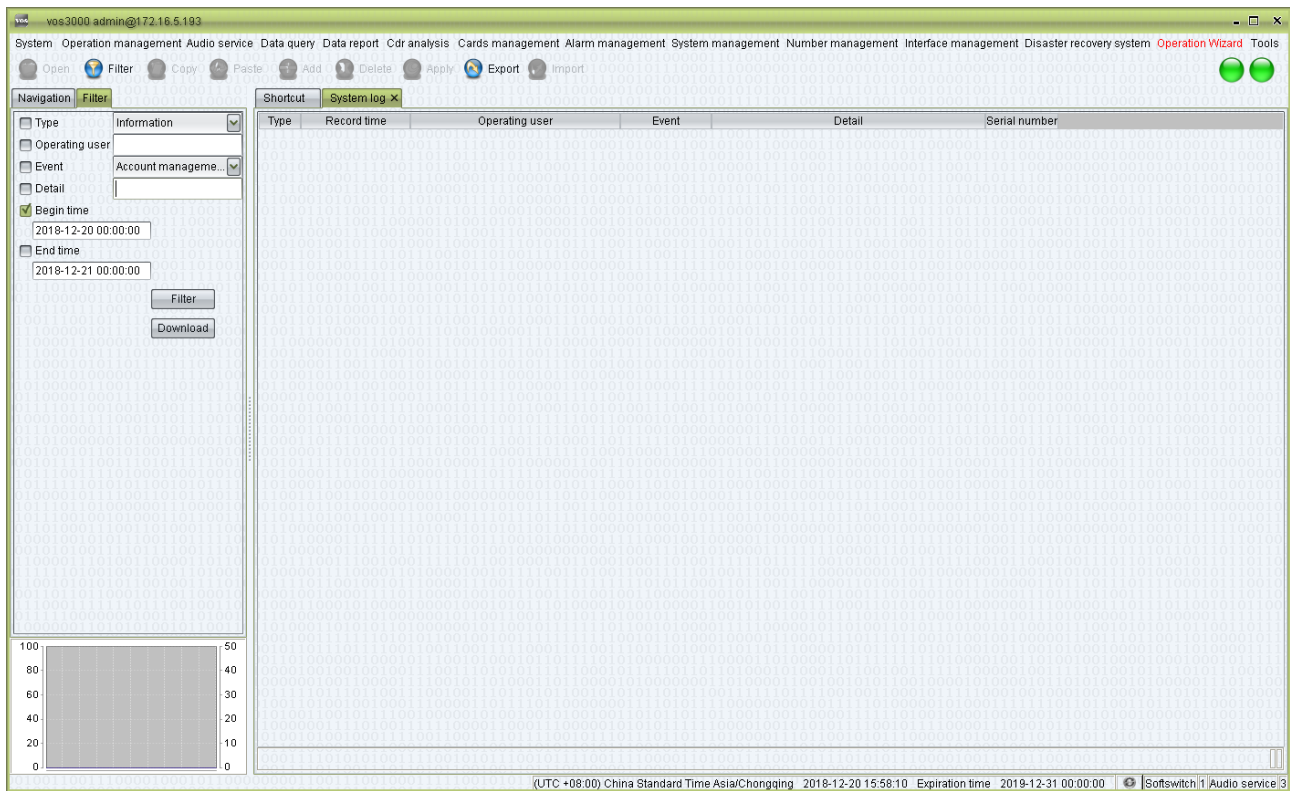 vos vos3000 admin@172.16.5.193
System Operation management Audio service Data query Data report Cdr analysis Cards management Alarm management System management Number management Interface management Disaster recovery system Operation Wizard Tools
Open Filter Copy Paste Add Delete Apply Export Import
Navigation Filter
Shortcut System log ×
Type Information
Operating user
Event Account manageme...
Detail
Begin time
2018-12-20 00:00:00
End time
2018-12-21 00:00:00
Filter
Download
Type Record time Operating user Event Detail Serial number
100 50
80 40
60 30
40 20
20 10
0 0
(UTC +08:00) China Standard Time Asia/Chongqing 2018-12-20 15:58:10 Expiration time 2019-12-31 00:00:00 Softswitch 1 Audio service 3